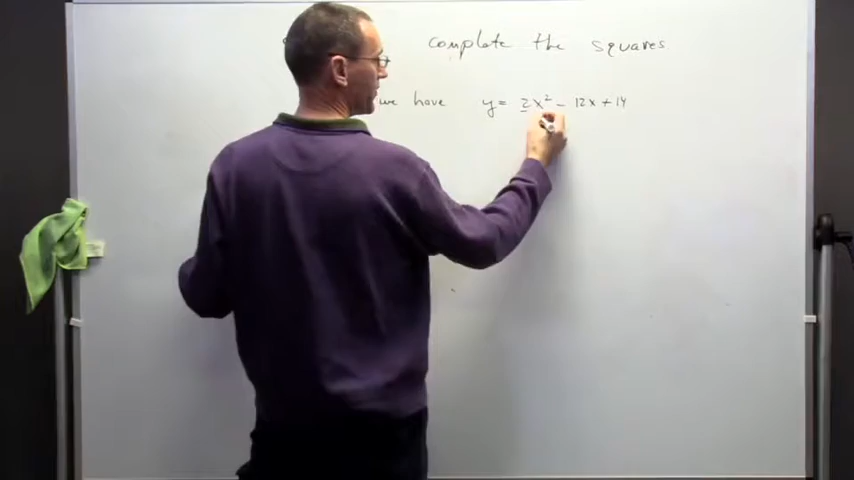 complete the squares
we have y = 2x² - 12x + 14